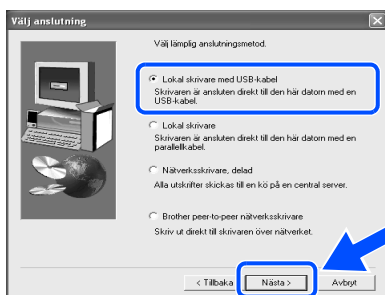 Välj anslutning
Välj lämplig anslutningsmetod.
Lokal skrivare med USB-kabel
Skrivaren är ansluten direkt till den här datorn med en
USB-kabel.
Lokal skrivare
Skrivaren är ansluten direkt till den här datorn med en
parallellkabel.
Nätverksskrivare, delad
Alla utskrifter skickas till en kö på en central server.
Brother peer-to-peer nätverksskrivare
Skriv ut direkt till skrivaren över nätverket.
< Tillbaka
Nästa >
Avbryt